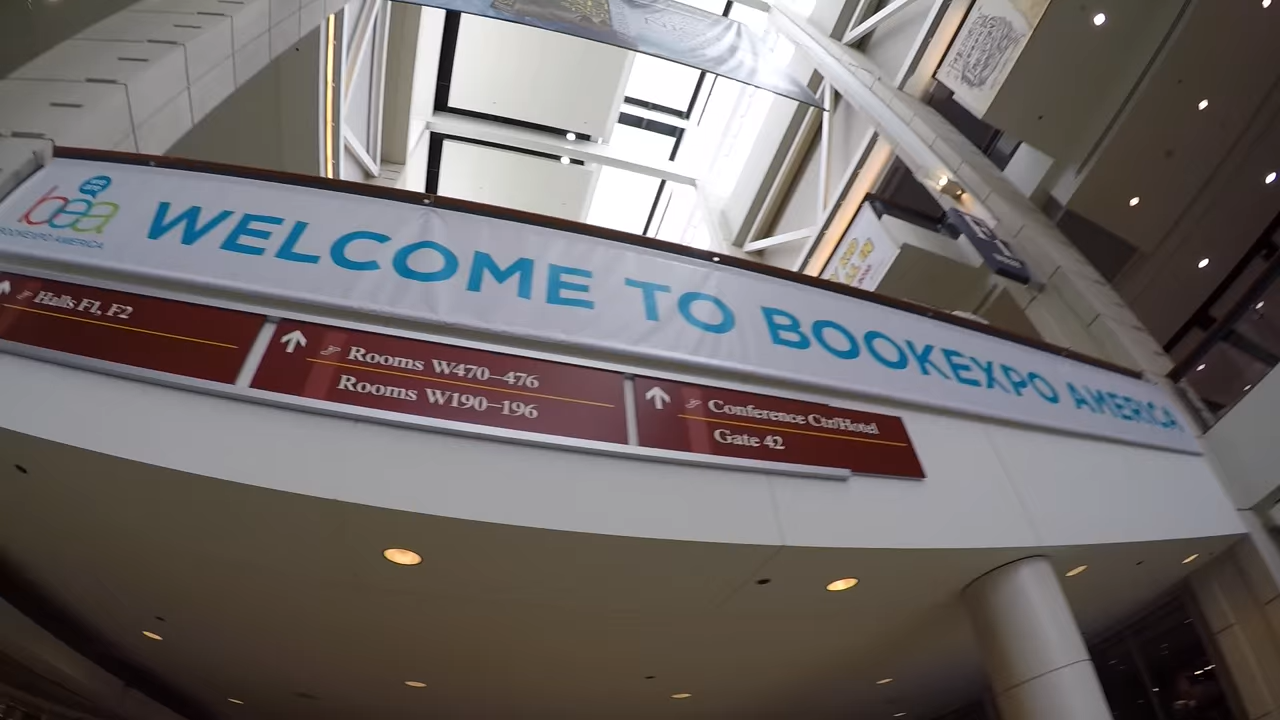 bea
BOOKEXPO AMERICA
WELCOME TO BOOKEXPO AMERICA
Halls F1, F2
Rooms W470–476
Rooms W190–196
Conference Ctr/Hotel
Gate 42